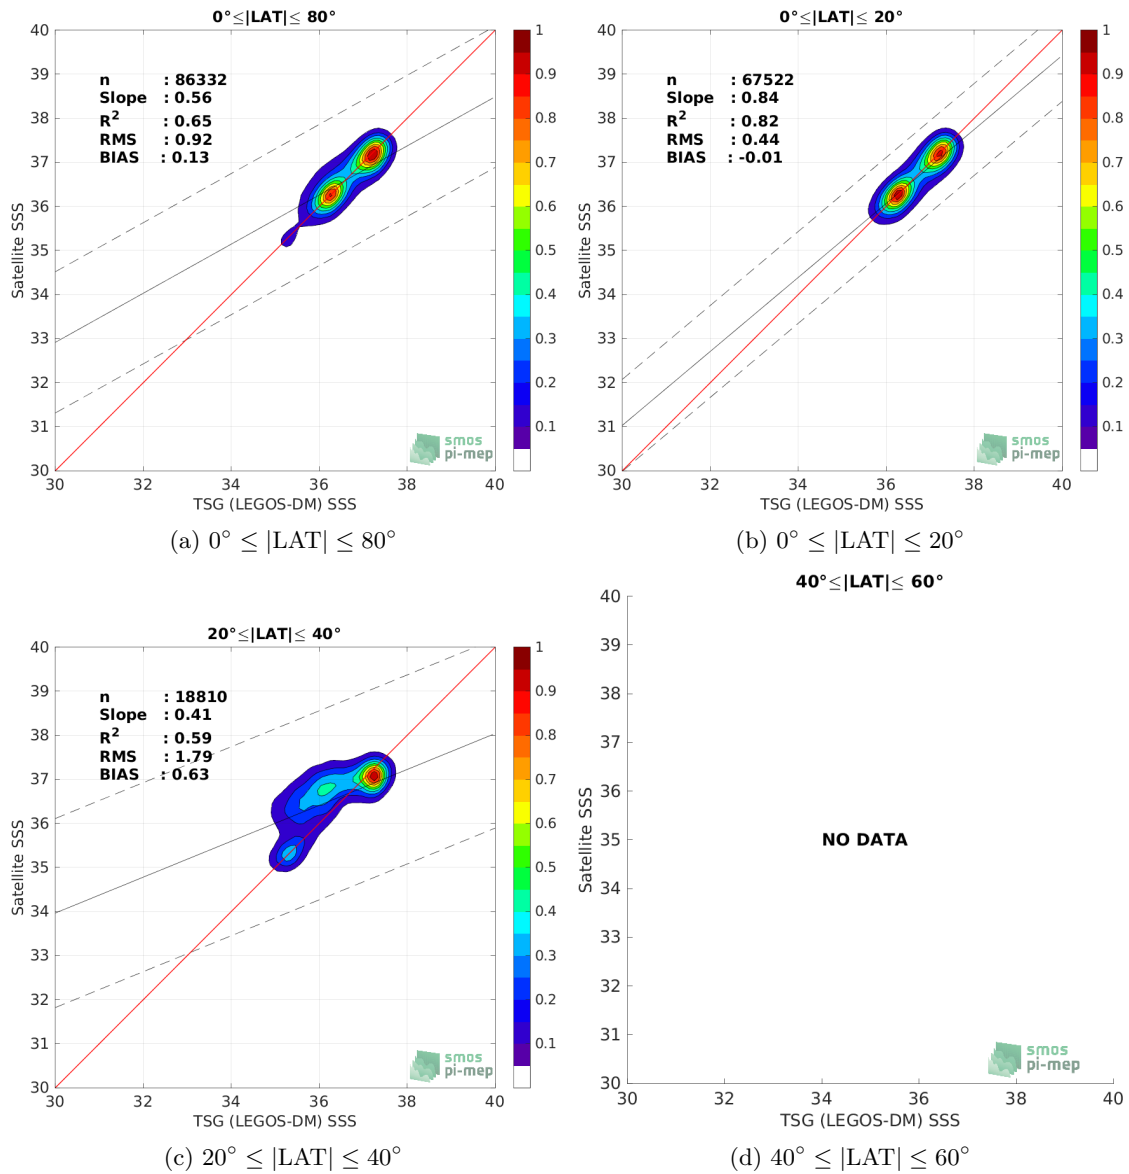 0°≤|LAT|≤ 80°
40
39
38
37
36
35
34
33
32
31
30
Satellite SSS
n : 86332
Slope : 0.56
R2 : 0.65
RMS : 0.92
BIAS : 0.13
smos
pi-mep
30 32 34 36 38 40
TSG (LEGOS-DM) SSS
1
0.9
0.8
0.7
0.6
0.5
0.4
0.3
0.2
0.1
(a) 0° ≤ |LAT| ≤ 80°
0°≤|LAT|≤ 20°
40
39
38
37
36
35
34
33
32
31
30
Satellite SSS
n : 67522
Slope : 0.84
R2 : 0.82
RMS : 0.44
BIAS : -0.01
smos
pi-mep
30 32 34 36 38 40
TSG (LEGOS-DM) SSS
1
0.9
0.8
0.7
0.6
0.5
0.4
0.3
0.2
0.1
(b) 0° ≤ |LAT| ≤ 20°
20°≤|LAT|≤ 40°
40
39
38
37
36
35
34
33
32
31
30
Satellite SSS
n : 18810
Slope : 0.41
R2 : 0.59
RMS : 1.79
BIAS : 0.63
smos
pi-mep
30 32 34 36 38 40
TSG (LEGOS-DM) SSS
1
0.9
0.8
0.7
0.6
0.5
0.4
0.3
0.2
0.1
(c) 20° ≤ |LAT| ≤ 40°
40°≤|LAT|≤ 60°
40
39
38
37
36
35
34
33
32
31
30
Satellite SSS
NO DATA
smos
pi-mep
30 32 34 36 38 40
TSG (LEGOS-DM) SSS
(d) 40° ≤ |LAT| ≤ 60°